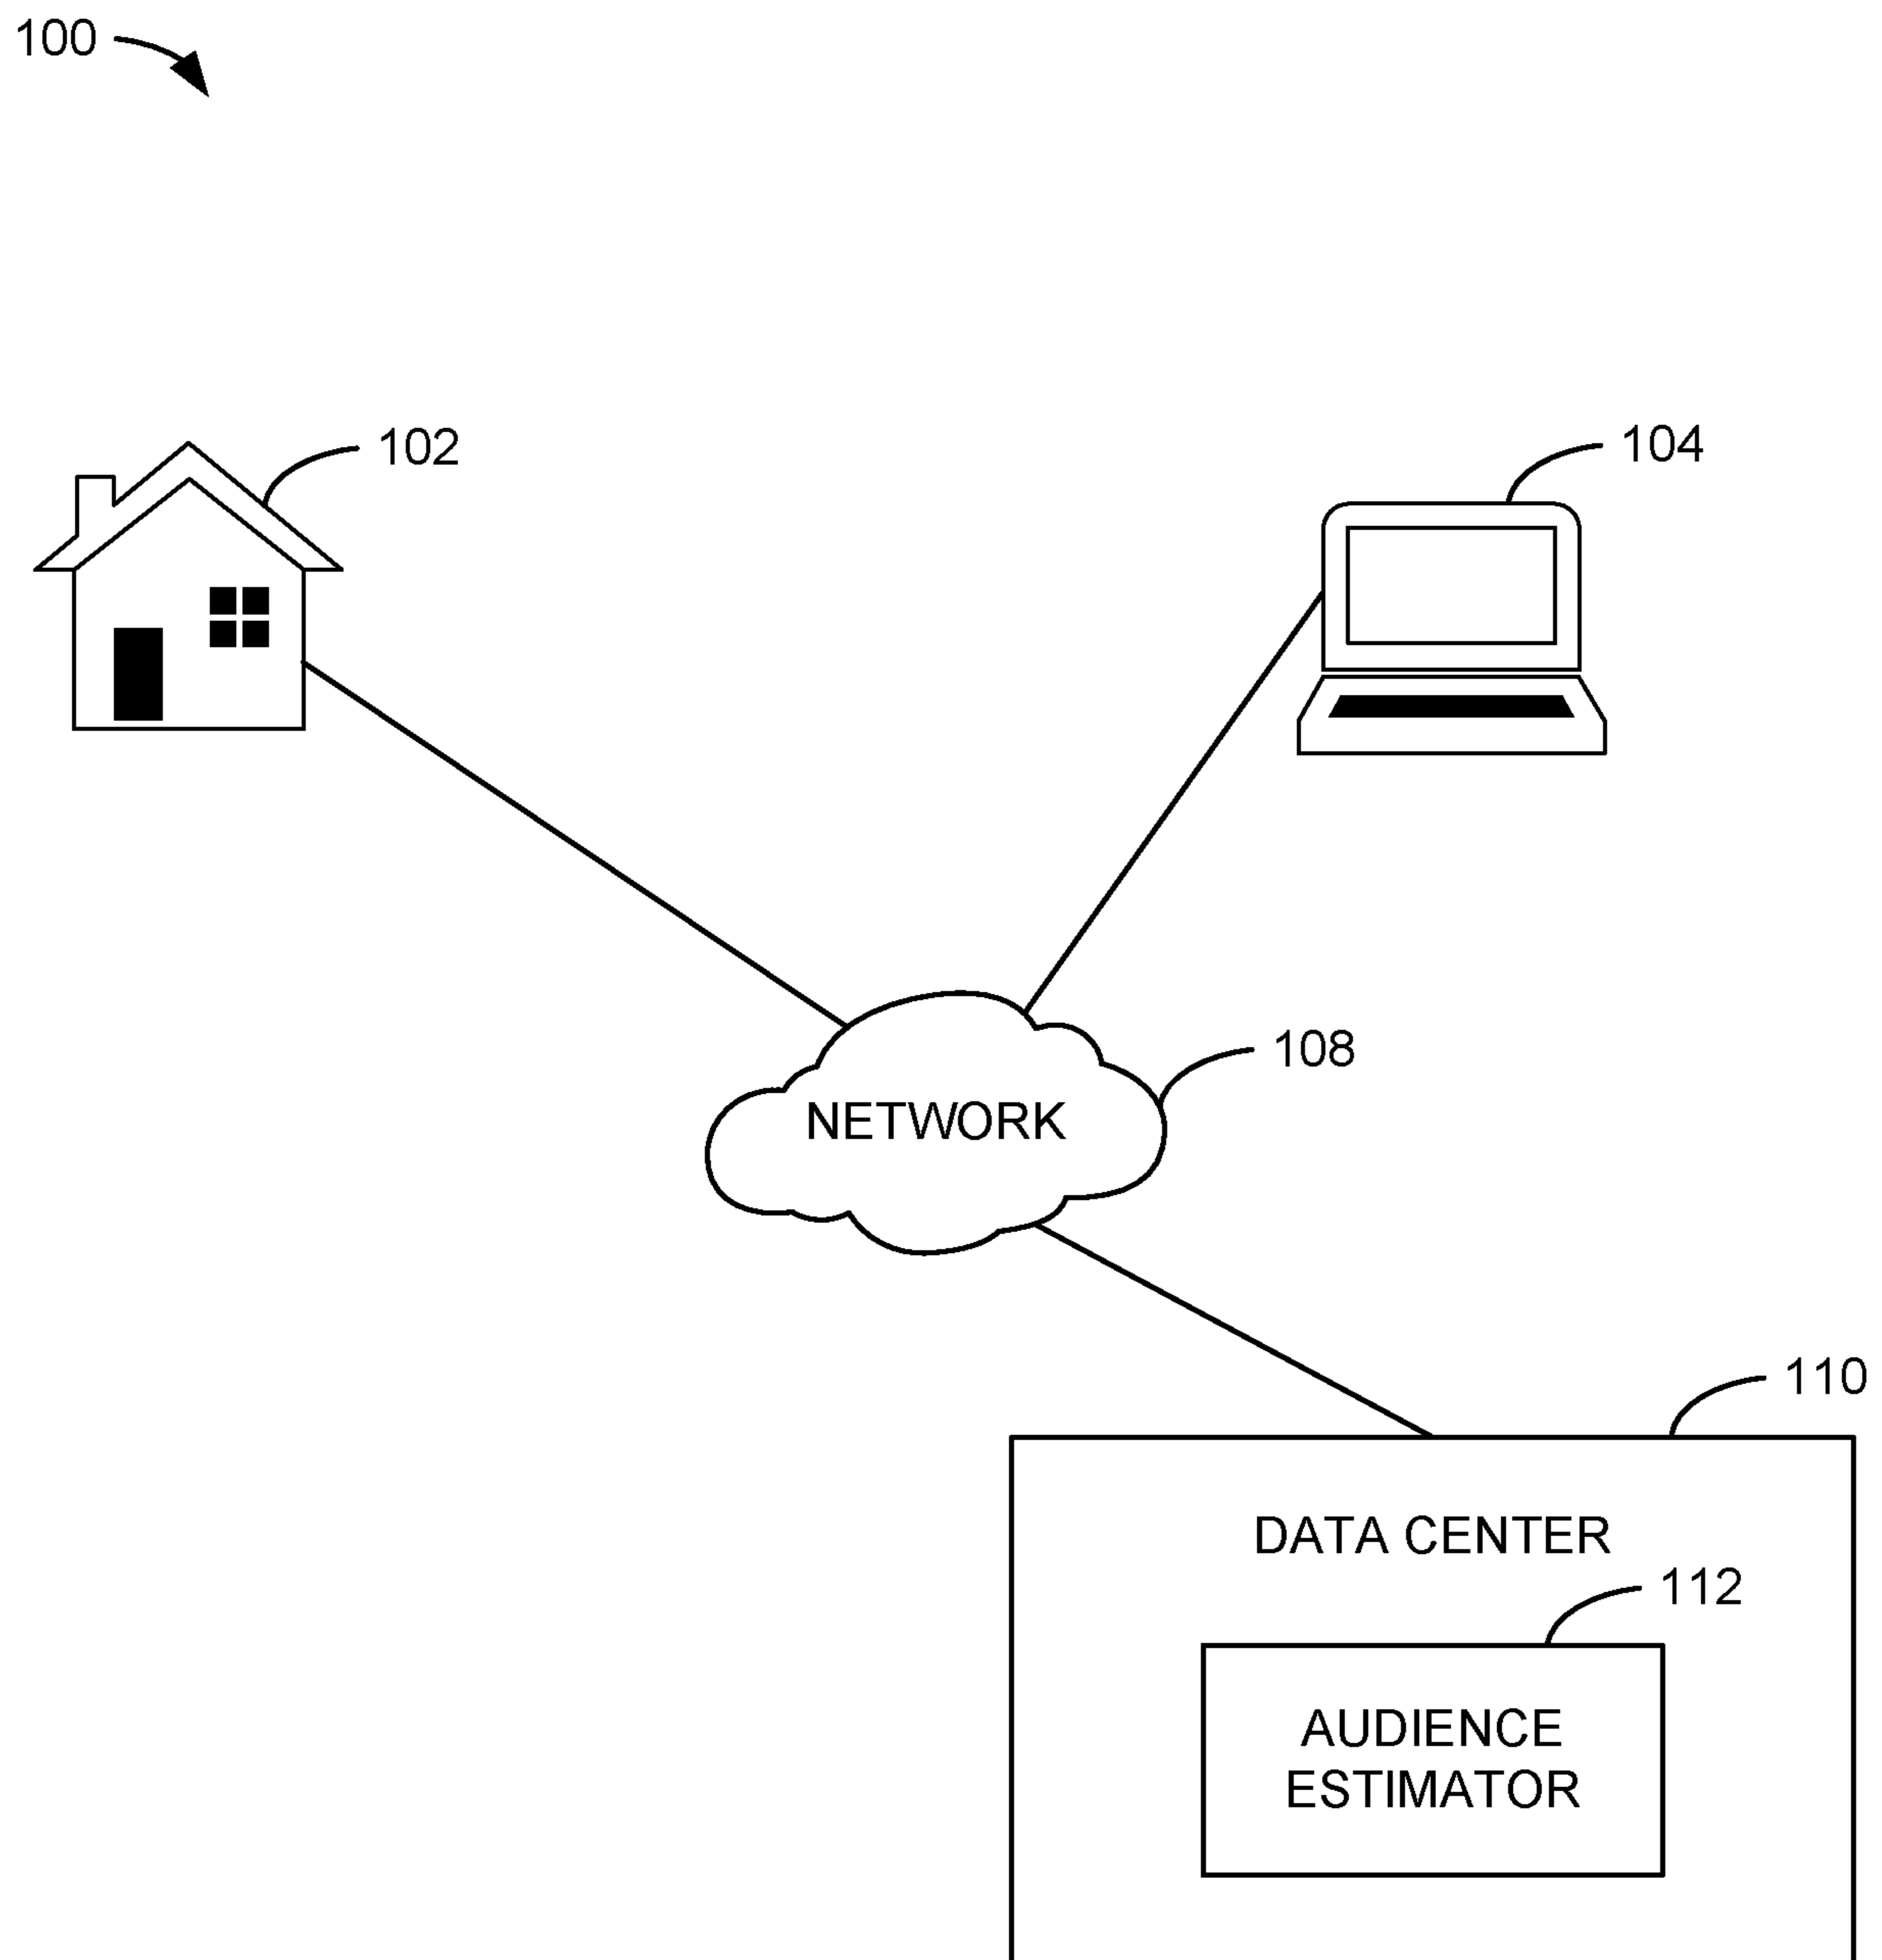 100
102
104
NETWORK
108
110
DATA CENTER
112
AUDIENCE
ESTIMATOR